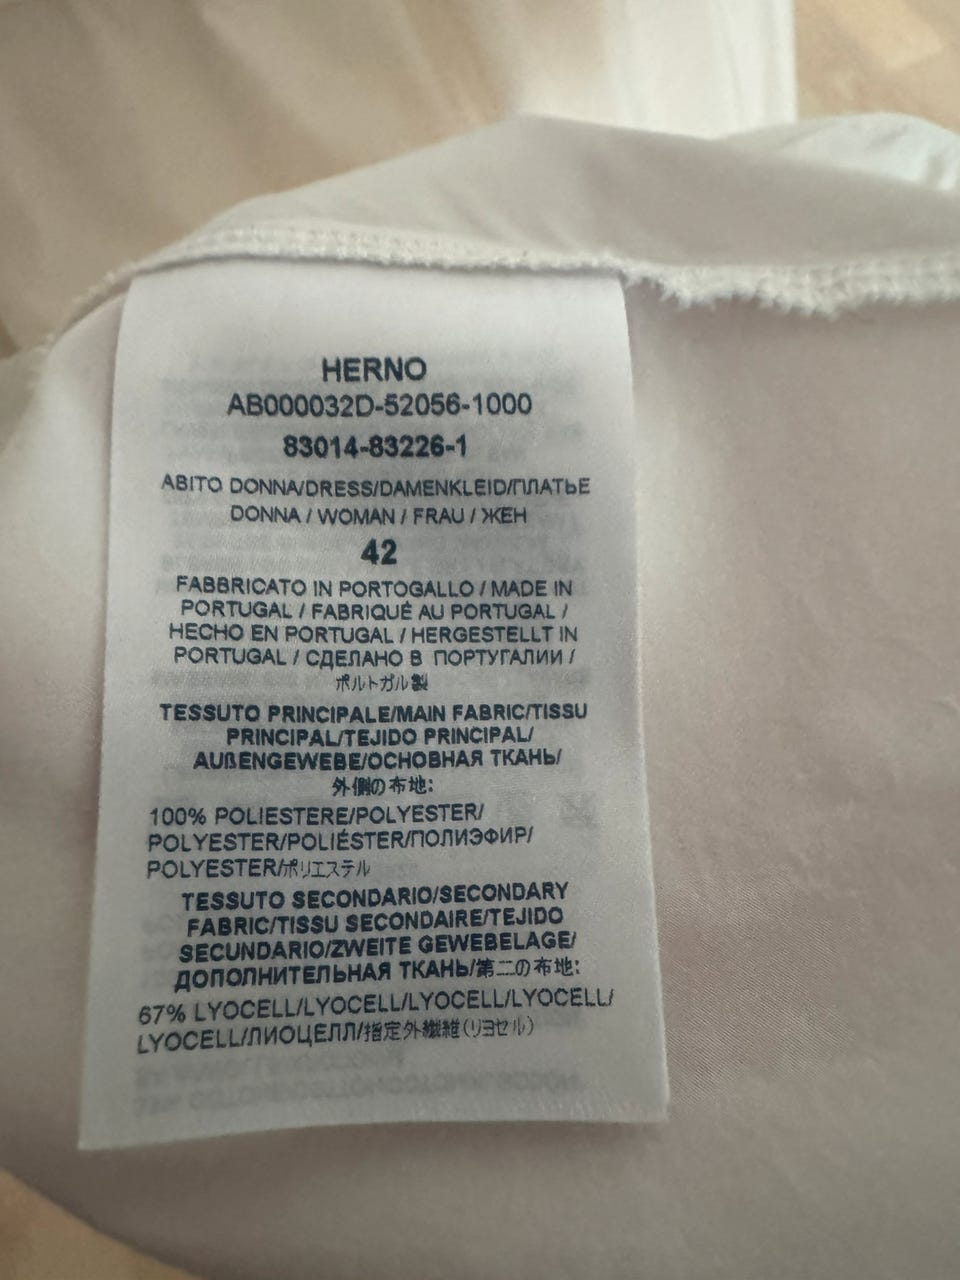 HERNO
AB000032D-52056-1000
83014-83226-1
ABITO DONNA/DRESS/DAMENKLEID/ПЛАТЬЕ
DONNA / WOMAN / FRAU / ЖЕН
42
FABBRICATO IN PORTOGALLO / MADE IN
PORTUGAL / FABRIQUÉ AU PORTUGAL /
HECHO EN PORTUGAL / HERGESTELLT IN
PORTUGAL / СДЕЛАНО В ПОРТУГАЛИИ /
ポルトガル製
TESSUTO PRINCIPALE/MAIN FABRIC/TISSU
PRINCIPAL/TEJIDO PRINCIPAL/
AUßENGEWEBE/ОСНОВНАЯ ТКАНЬ/
外側の布地:
100% POLIESTERE/POLYESTER/
POLYESTER/POLIÉSTER/ПОЛИЭФИР/
POLYESTER/ポリエステル
TESSUTO SECONDARIO/SECONDARY
FABRIC/TISSU SECONDAIRE/TEJIDO
SECUNDARIO/ZWEITE GEWEBELAGE/
ДОПОЛНИТЕЛЬНАЯ ТКАНЬ/第二の布地:
67% LYOCELL/LYOCELL/LYOCELL/LYOCELL/
LYOCELL/ЛИОЦЕЛЛ/指定外繊維(リヨセル)